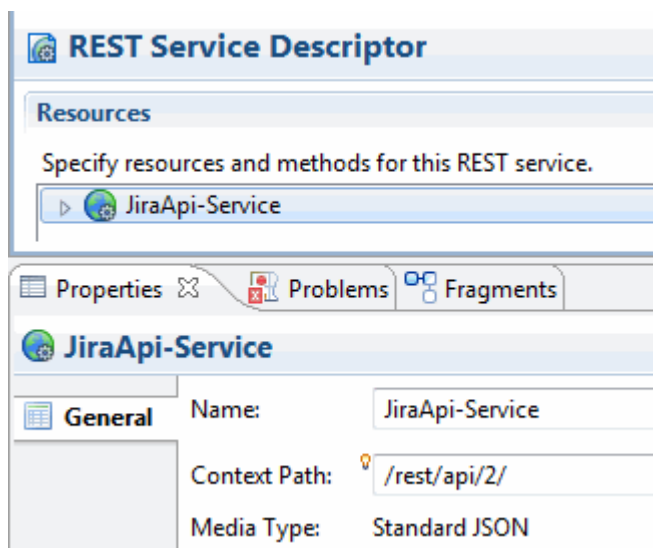 REST Service Descriptor
Resources
Specify resources and methods for this REST service.
JiraApi-Service
Properties Problems Fragments
JiraApi-Service
General
Name: JiraApi-Service
Context Path: /rest/api/2/
Media Type: Standard JSON